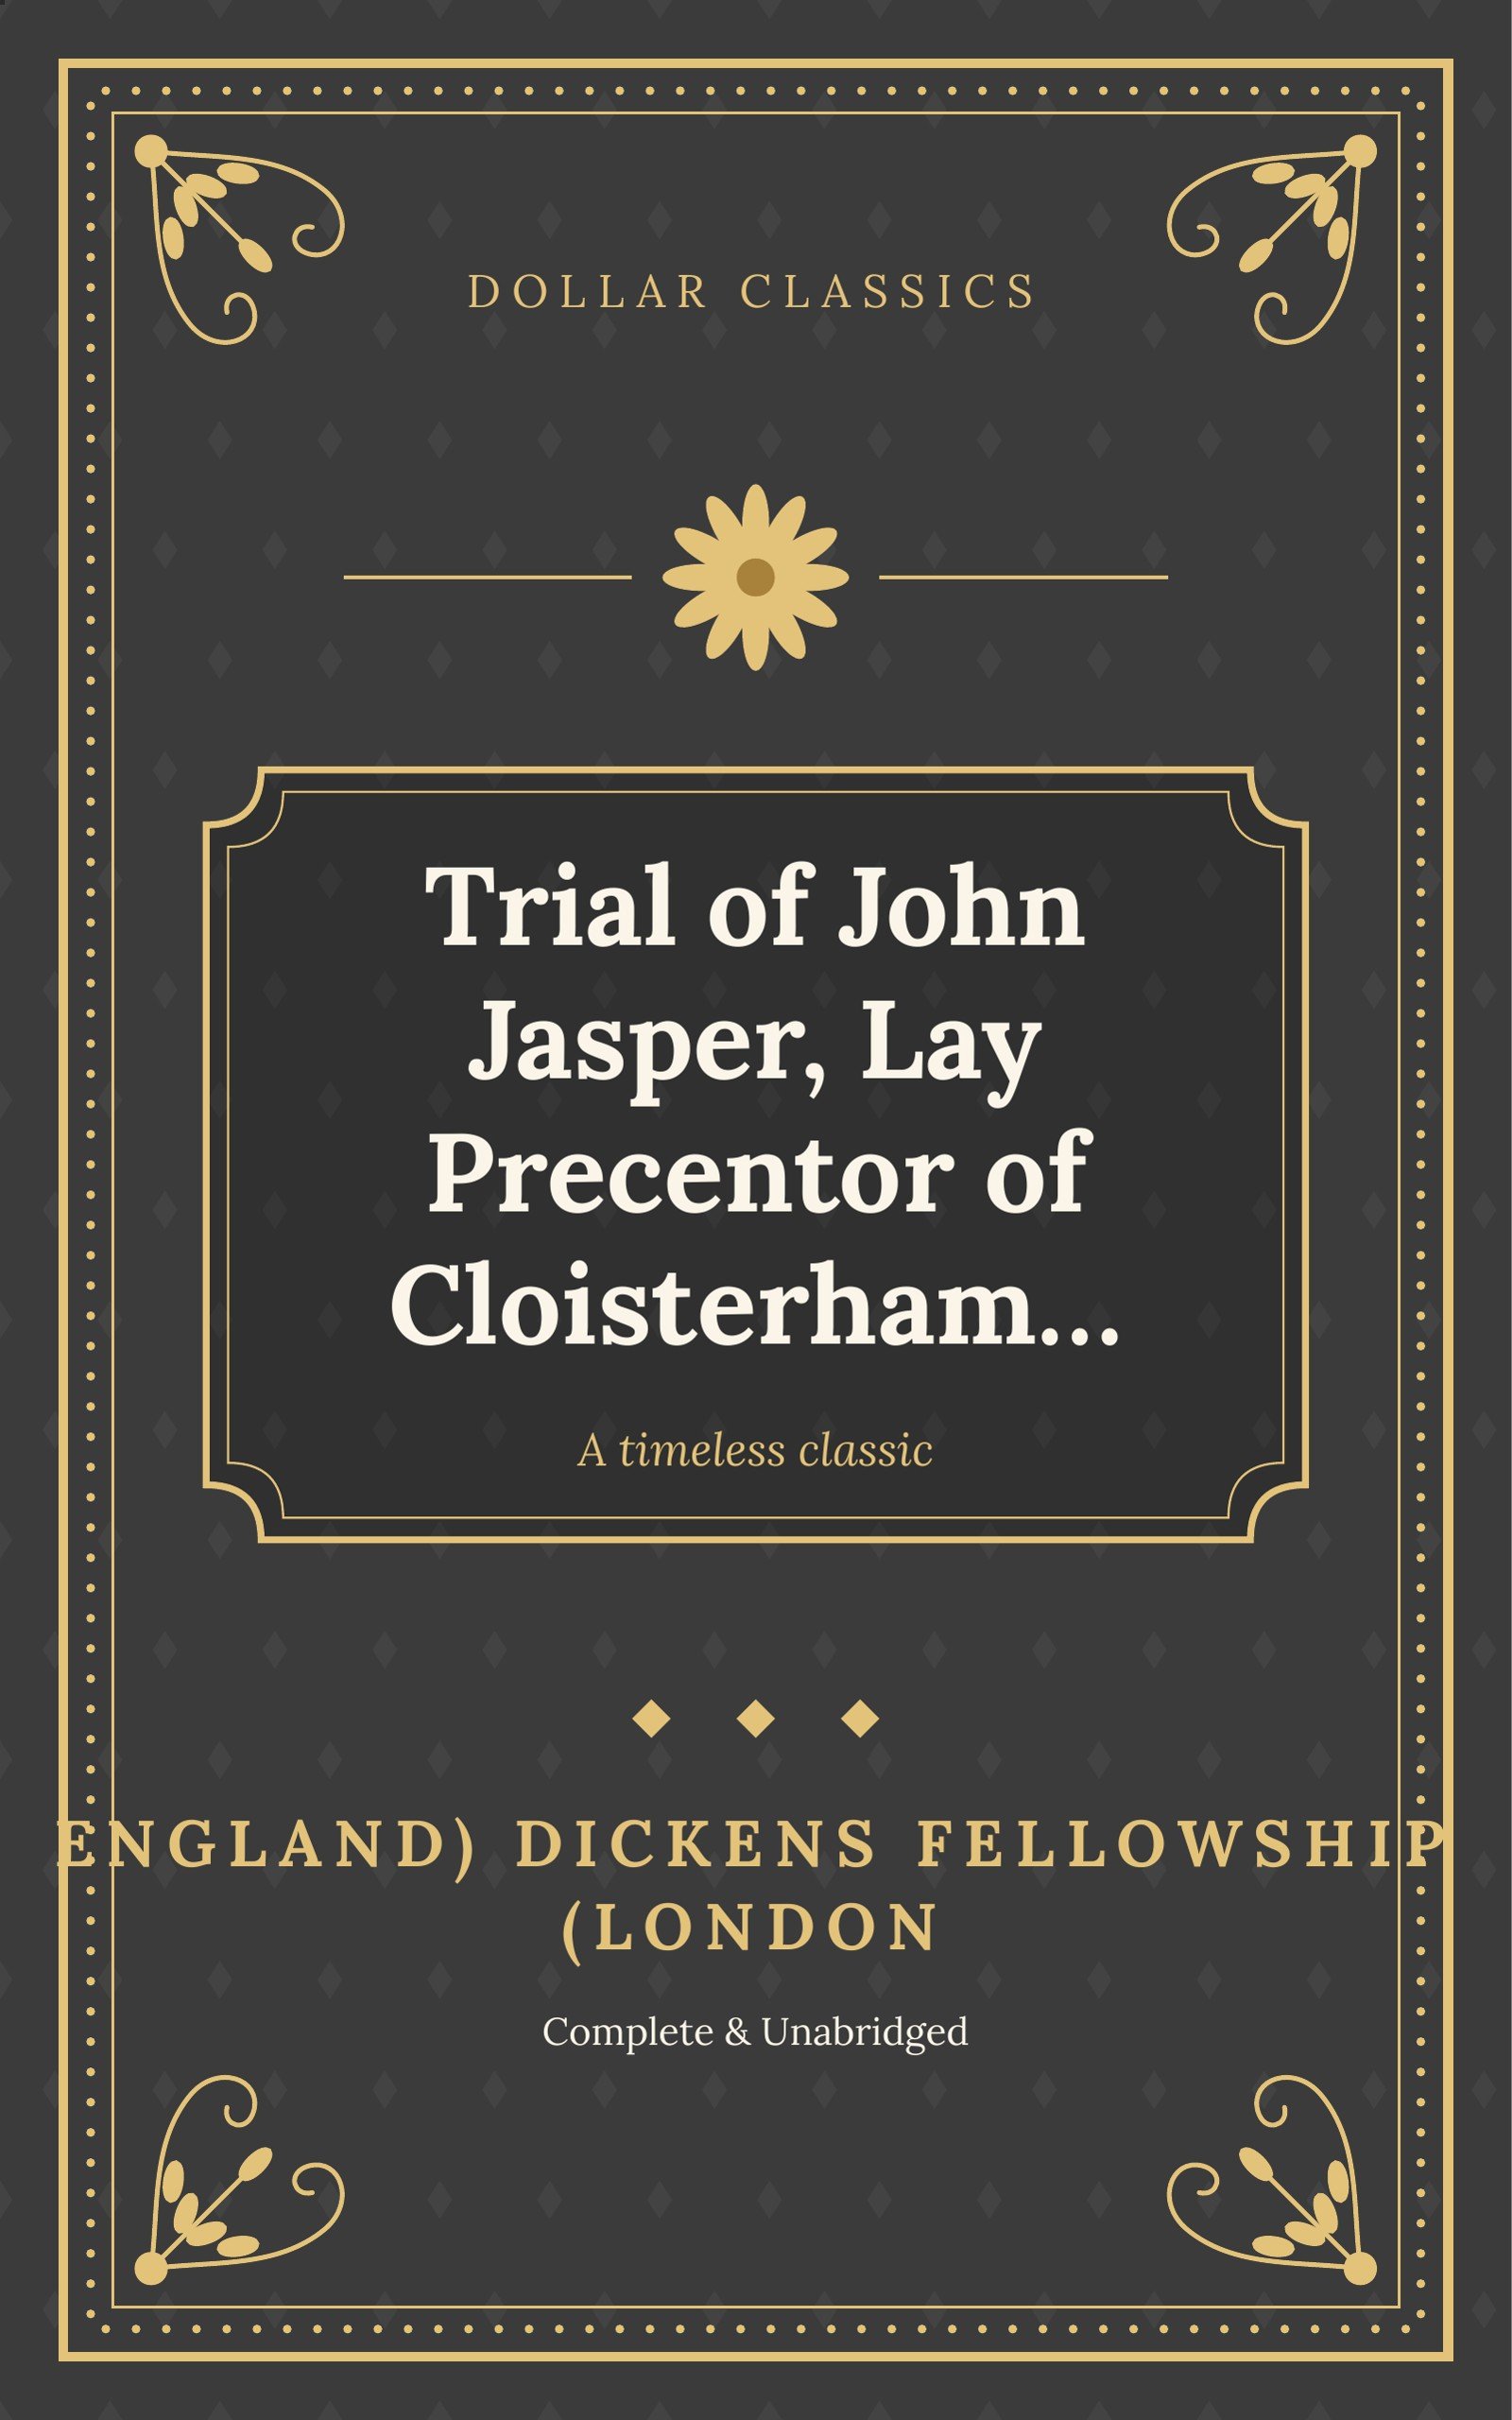 DOLLAR CLASSICS
Trial of John
Jasper, Lay
Precentor of
Cloisterham...
A timeless classic
ENGLAND) DICKENS FELLOWSHIP
(LONDON
Complete & Unabridged